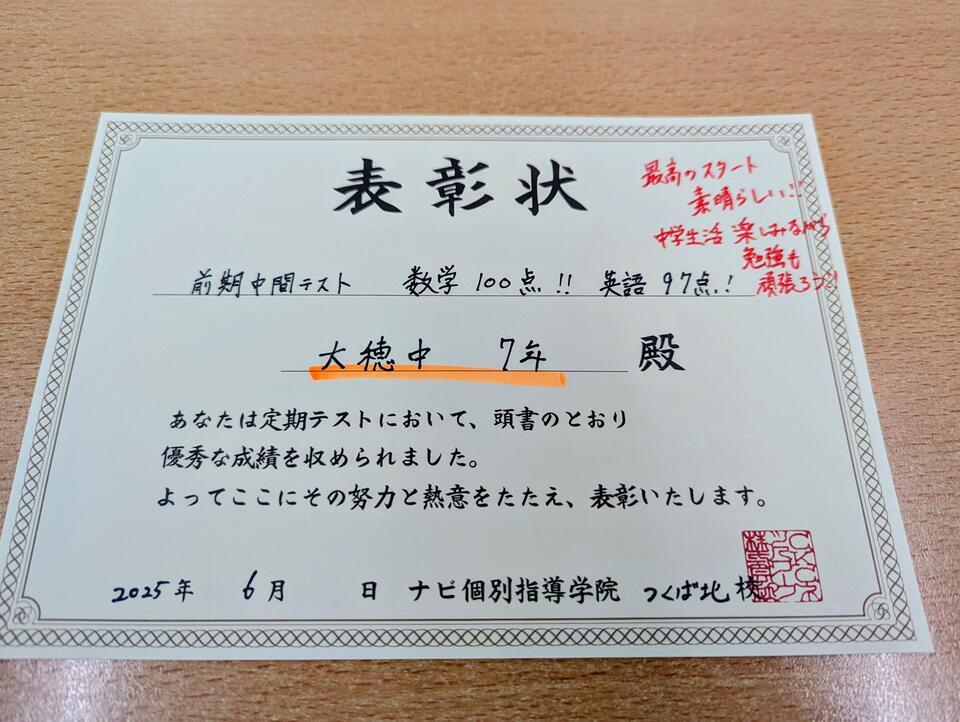 表彰状
最高のスタート
素晴らしい!!
中学生活 楽しみながら
勉強も
頑張ろう!
前期中間テスト 数学 100点!! 英語 97点!
大穂中 7年 殿
あなたは定期テストにおいて、頭書のとおり
優秀な成績を収められました。
よってここにその努力と熱意をたたえ、表彰いたします。
2025年 6月 日 ナビ個別指導学院 つくば北 校